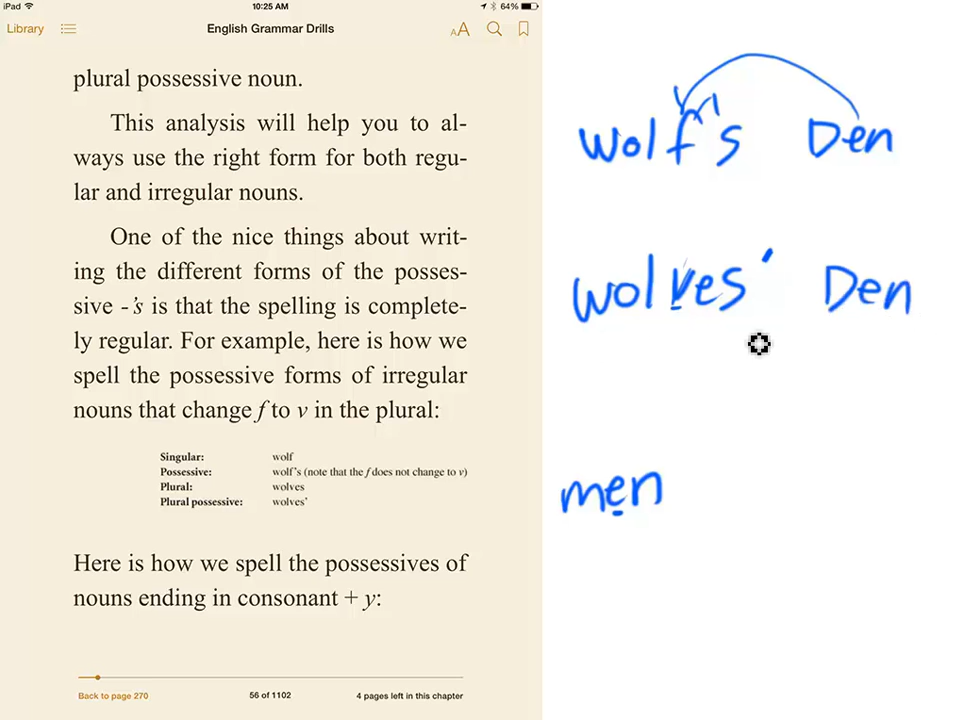 iPad 10:25 AM 64%
Library English Grammar Drills AA
plural possessive noun.
This analysis will help you to al-
ways use the right form for both regu-
lar and irregular nouns.
One of the nice things about writ-
ing the different forms of the posses-
sive -’s is that the spelling is complete-
ly regular. For example, here is how we
spell the possessive forms of irregular
nouns that change f to v in the plural:
Singular: wolf
Possessive: wolf’s (note that the f does not change to v)
Plural: wolves
Plural possessive: wolves’
Here is how we spell the possessives of
nouns ending in consonant + y:
Back to page 270 56 of 1102 4 pages left in this chapter
wolf's Den
wolves' Den
men